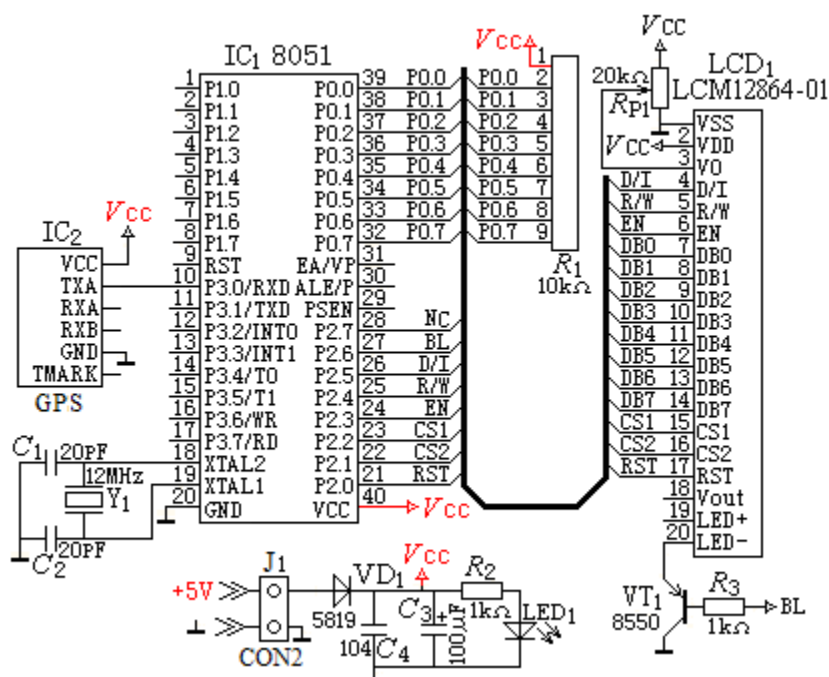 IC1 8051
1 P1.0 P0.0 39 P0.0 P0.0 2
2 P1.1 P0.1 38 P0.1 P0.1 3
3 P1.2 P0.2 37 P0.2 P0.2 4
4 P1.3 P0.3 36 P0.3 P0.3 5
5 P1.4 P0.4 35 P0.4 P0.4 6
6 P1.5 P0.5 34 P0.5 P0.5 7
7 P1.6 P0.6 33 P0.6 P0.6 8
8 P1.7 P0.7 32 P0.7 P0.7 9
9 RST EA/VP 31
10 P3.0/RXD ALE/P 30
11 P3.1/TXD PSEN 29
12 P3.2/INT0 P2.7 28 NC
13 P3.3/INT1 P2.6 27 BL
14 P3.4/T0 P2.5 26 D/I
15 P3.5/T1 P2.4 25 R/W
16 P3.6/WR P2.3 24 EN
17 P3.7/RD P2.2 23 CS1
18 XTAL2 P2.1 22 CS2
19 XTAL1 P2.0 21 RST
20 GND VCC 40 VCC
VCC 1
R1
10kΩ
VCC
IC2
VCC
TXA
RXA
RXB
GND
TMARK
GPS
C1 20PF
12MHz
Y1
20PF
C2
VCC
20kΩ
RP1
LCD1
LCM12864-01
VSS
VCC 2 VDD
3 VO
D/I 4 D/I
R/W 5 R/W
EN 6 EN
DB0 7 DB0
DB1 8 DB1
DB2 9 DB2
DB3 10 DB3
DB4 11 DB4
DB5 12 DB5
DB6 13 DB6
DB7 14 DB7
CS1 15 CS1
CS2 16 CS2
RST 17 RST
18 Vout
19 LED+
20 LED-
VT1
8550
R3
1kΩ
BL
J1
+5V
CON2
VD1
5819
VCC
104 C4
C3 +
100μF
R2
1kΩ
LED1